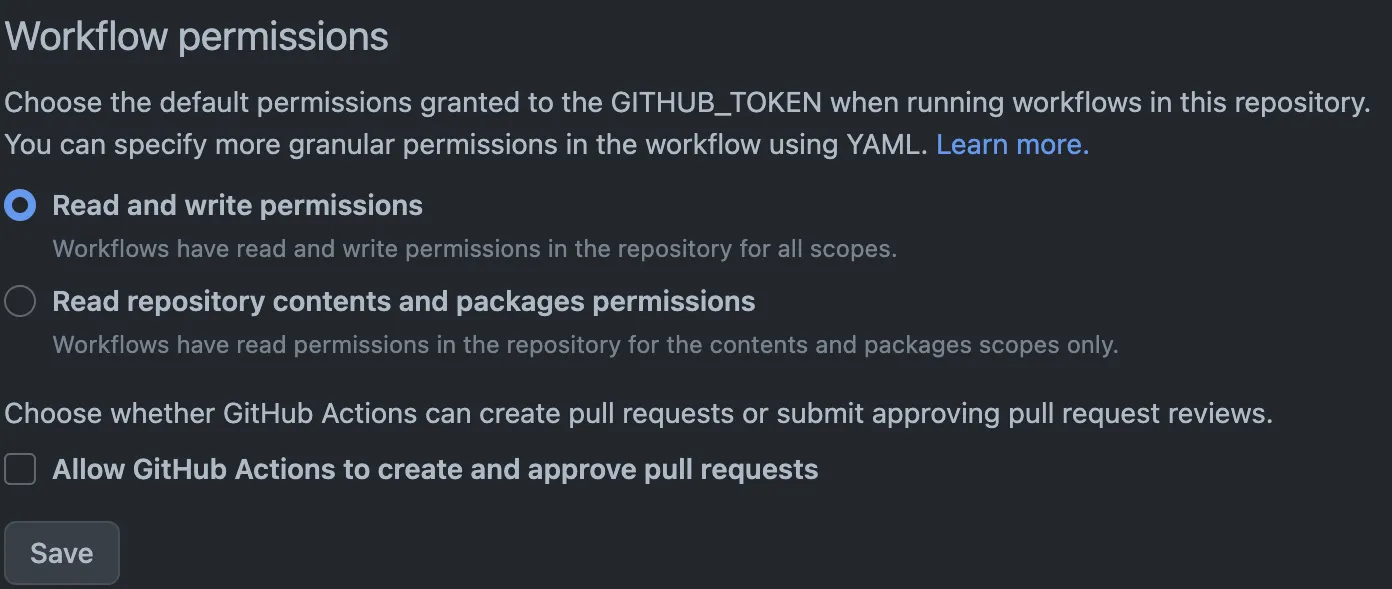 Workflow permissions
Choose the default permissions granted to the GITHUB_TOKEN when running workflows in this repository.
You can specify more granular permissions in the workflow using YAML. Learn more.
Read and write permissions
Workflows have read and write permissions in the repository for all scopes.
Read repository contents and packages permissions
Workflows have read permissions in the repository for the contents and packages scopes only.
Choose whether GitHub Actions can create pull requests or submit approving pull request reviews.
Allow GitHub Actions to create and approve pull requests
Save